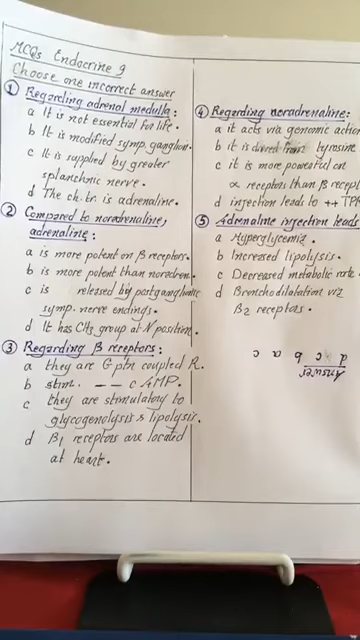 MCQs Endocrine 9
Choose one incorrect answer
① Regarding adrenal medulla:
a It is not essential for life.
b It is modified symp. ganglion.
c It is supplied by greater
splanchnic nerve.
d The ch. tr. is adrenaline.
② Compared to noradrenaline,
adrenaline:
a is more potent on β receptors.
b is more potent than noradren.
c is released by postganglionic
symp. nerve endings.
d It has CH3 group at N position.
③ Regarding β receptors:
a they are G ptn coupled R.
b stim. — — c AMP.
c they are stimulatory to
glycogenolysis & lipolysis.
d β1 receptors are located
at heart.
④ Regarding noradrenaline:
a it acts via genomic action
b it is derived from tyrosine
c it is more powerful on
α receptors than β recept
d injection leads to ++ TPR
⑤ Adrenaline injection leads
a Hyperglycemia.
b Increased lipolysis.
c Decreased metabolic rate.
d Bronchodilatation via
β2 receptors.
Answers
d c b a c